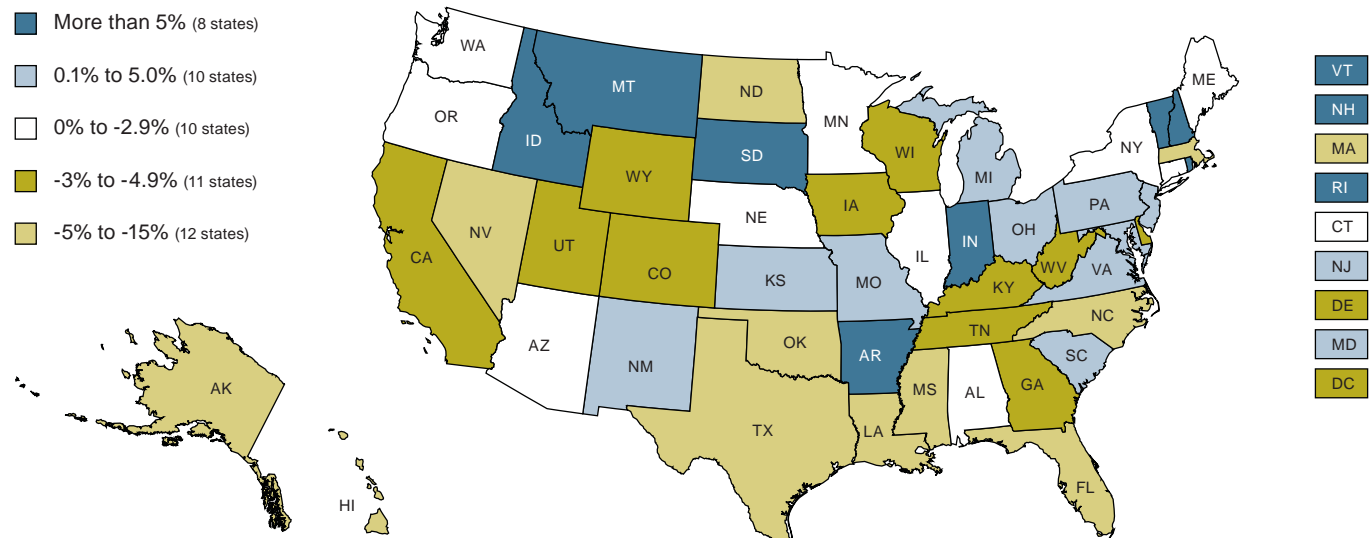 More than 5% (8 states)
0.1% to 5.0% (10 states)
0% to -2.9% (10 states)
-3% to -4.9% (11 states)
-5% to -15% (12 states)
WA
OR
CA
NV
ID
MT
WY
UT
CO
AZ
NM
ND
SD
NE
KS
OK
TX
MN
IA
MO
AR
LA
WI
IL
MI
IN
OH
KY
TN
MS
AL
GA
FL
SC
NC
VA
WV
PA
NY
ME
AK
HI
VT
NH
MA
RI
CT
NJ
DE
MD
DC